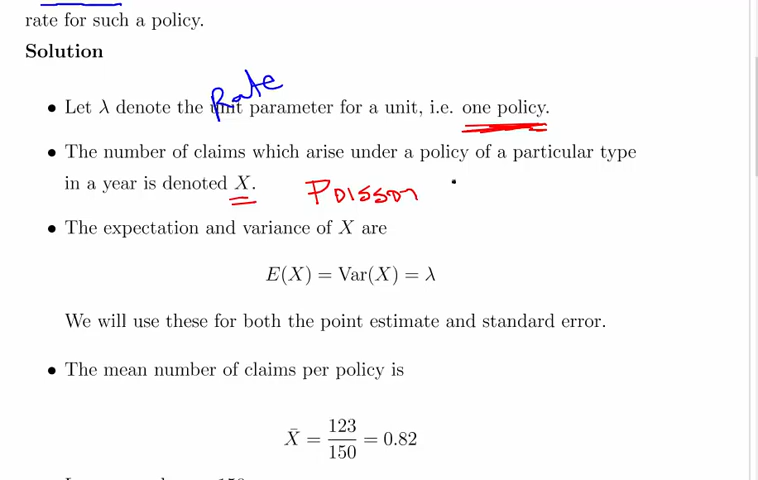 rate for such a policy.
Solution
Rate
• Let λ denote the unit parameter for a unit, i.e. one policy.
• The number of claims which arise under a policy of a particular type
in a year is denoted X.
Poisson
• The expectation and variance of X are
E(X) = Var(X) = λ
We will use these for both the point estimate and standard error.
• The mean number of claims per policy is
X̄ = 123/150 = 0.82